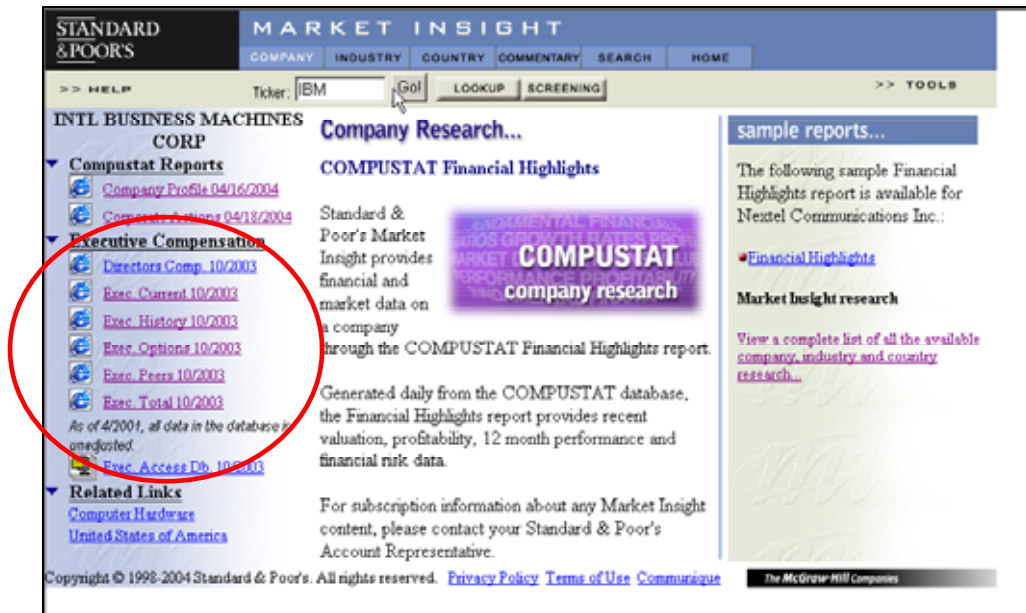 STANDARD
&POOR'S
MARKET INSIGHT
COMPANY INDUSTRY COUNTRY COMMENTARY SEARCH HOME
>> HELP Ticker: IBM Go! LOOKUP SCREENING >> TOOLS
INTL BUSINESS MACHINES
CORP
Compustat Reports
Company Profile 04/16/2004
Corporate Actions 04/18/2004
Executive Compensation
Directors Comp. 10/2003
Exec. Current 10/2003
Exec. History 10/2003
Exec. Options 10/2003
Exec. Peers 10/2003
Exec. Total 10/2003
As of 4/2001, all data in the database is
unadjusted.
Exec. Access Db. 10/2003
Related Links
Computer Hardware
United States of America
Company Research...
COMPUSTAT Financial Highlights
Standard &
Poor's Market
Insight provides
financial and
market data on
a company
through the COMPUSTAT Financial Highlights report.
COMPUSTAT
company research
Generated daily from the COMPUSTAT database,
the Financial Highlights report provides recent
valuation, profitability, 12 month performance and
financial risk data.
For subscription information about any Market Insight
content, please contact your Standard & Poor's
Account Representative.
sample reports...
The following sample Financial
Highlights report is available for
Nextel Communications Inc.:
Financial Highlights
Market Insight research
View a complete list of all the available
company, industry and country
research...
Copyright © 1998-2004 Standard & Poor's. All rights reserved. Privacy Policy Terms of Use Communique
The McGraw-Hill Companies